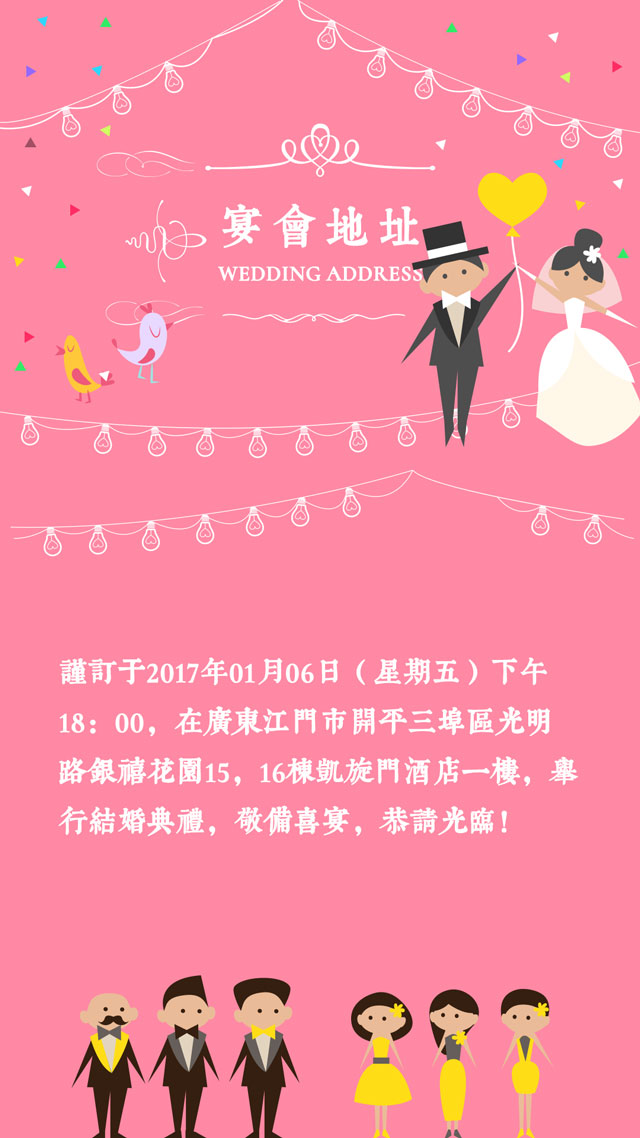 宴會地址
WEDDING ADDRESS
謹訂于2017年01月06日（星期五）下午
18：00，在廣東江門市開平三埠區光明
路銀禧花園15，16棟凱旋門酒店一樓，舉
行結婚典禮，敬備喜宴，恭請光臨！